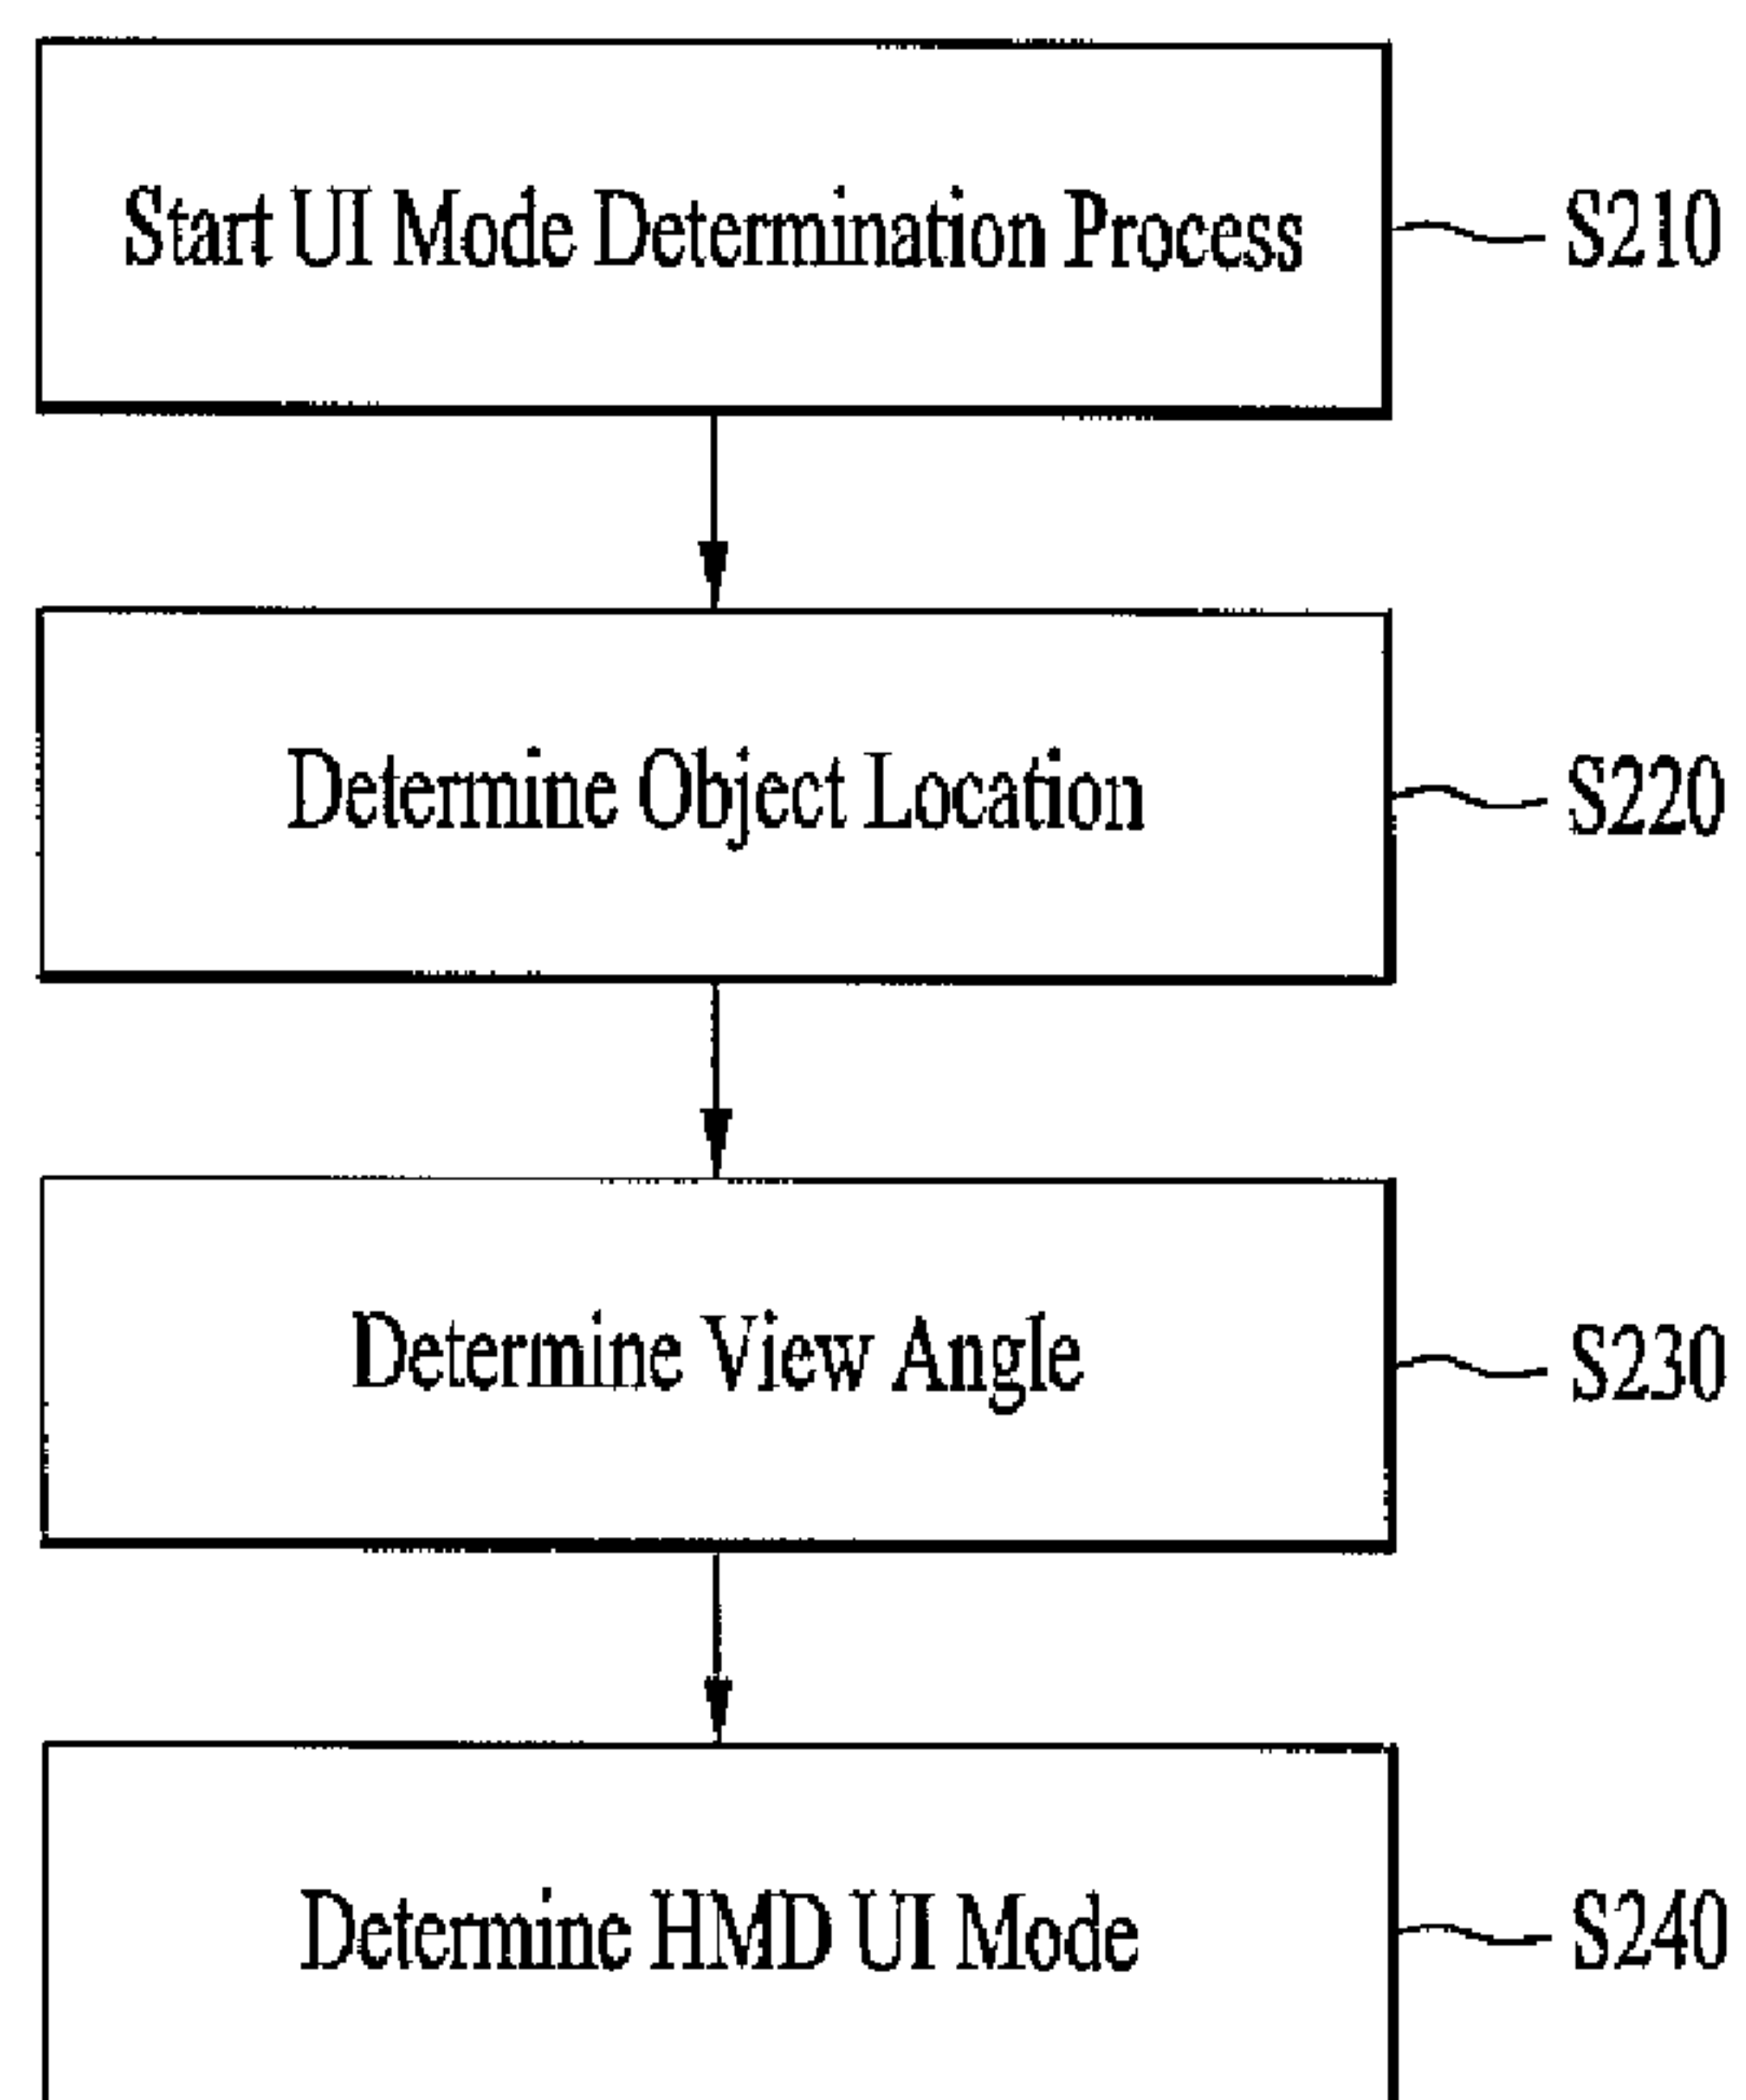 Start UI Mode Determination Process
S210
Determine Object Location
S220
Determine View Angle
S230
Determine HMD UI Mode
S240